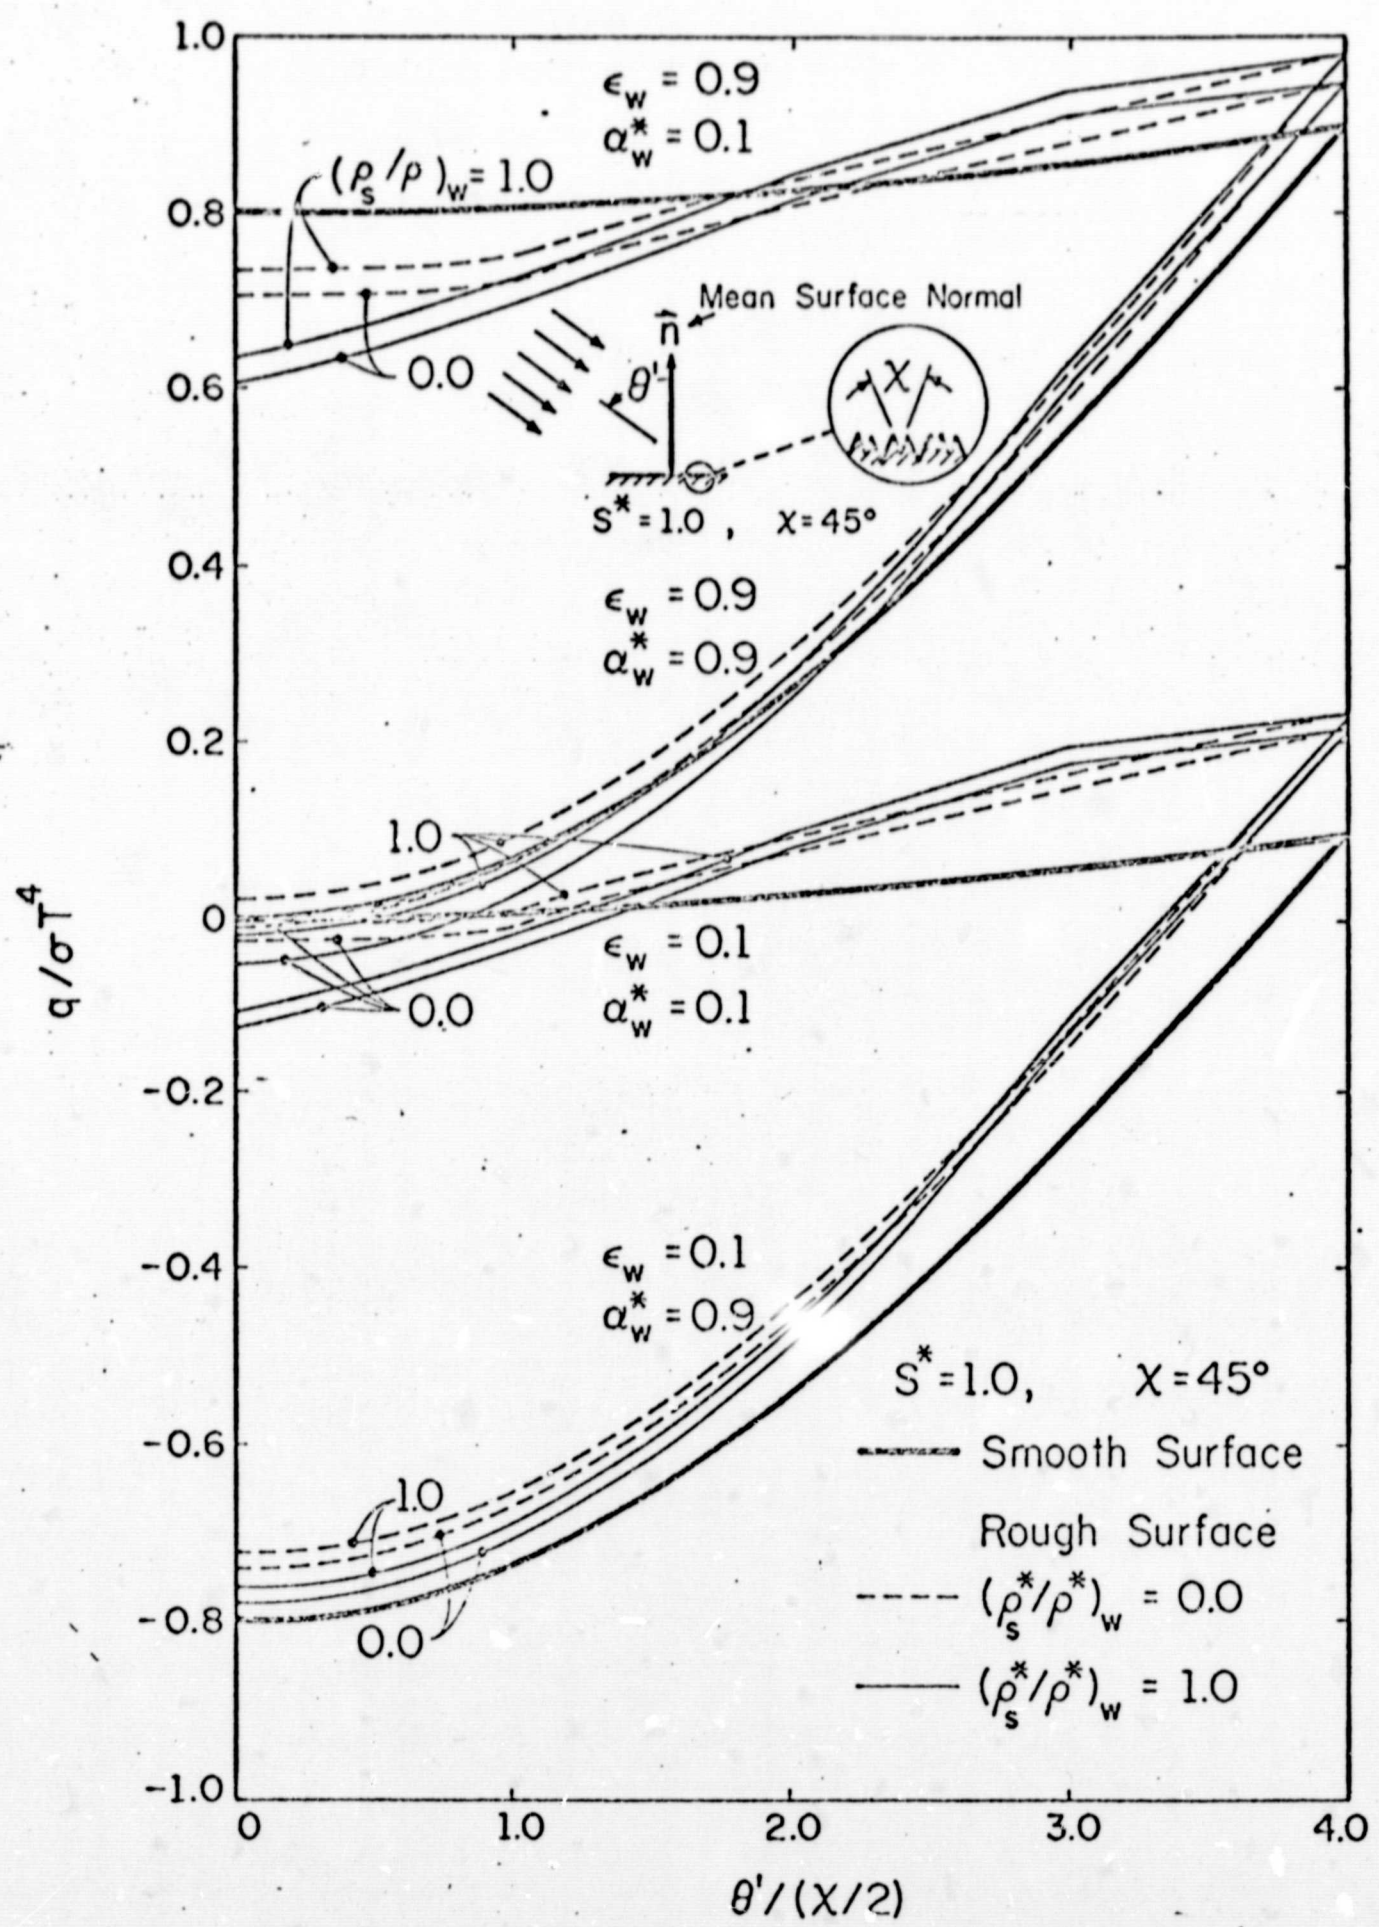 1.0
0.8
0.6
0.4
0.2
0
-0.2
-0.4
-0.6
-0.8
-1.0
q/σT⁴
ϵw = 0.9
α*w = 0.1
(ρs/ρ)w = 1.0
0.0
Mean Surface Normal
n⃗
θ'
χ
S* = 1.0 , χ = 45°
ϵw = 0.9
α*w = 0.9
1.0
0.0
ϵw = 0.1
α*w = 0.1
ϵw = 0.1
α*w = 0.9
1.0
0.0
S* = 1.0, χ = 45°
Smooth Surface
Rough Surface
(ρ*s/ρ*)w = 0.0
(ρ*s/ρ*)w = 1.0
0 1.0 2.0 3.0 4.0
θ'/(χ/2)